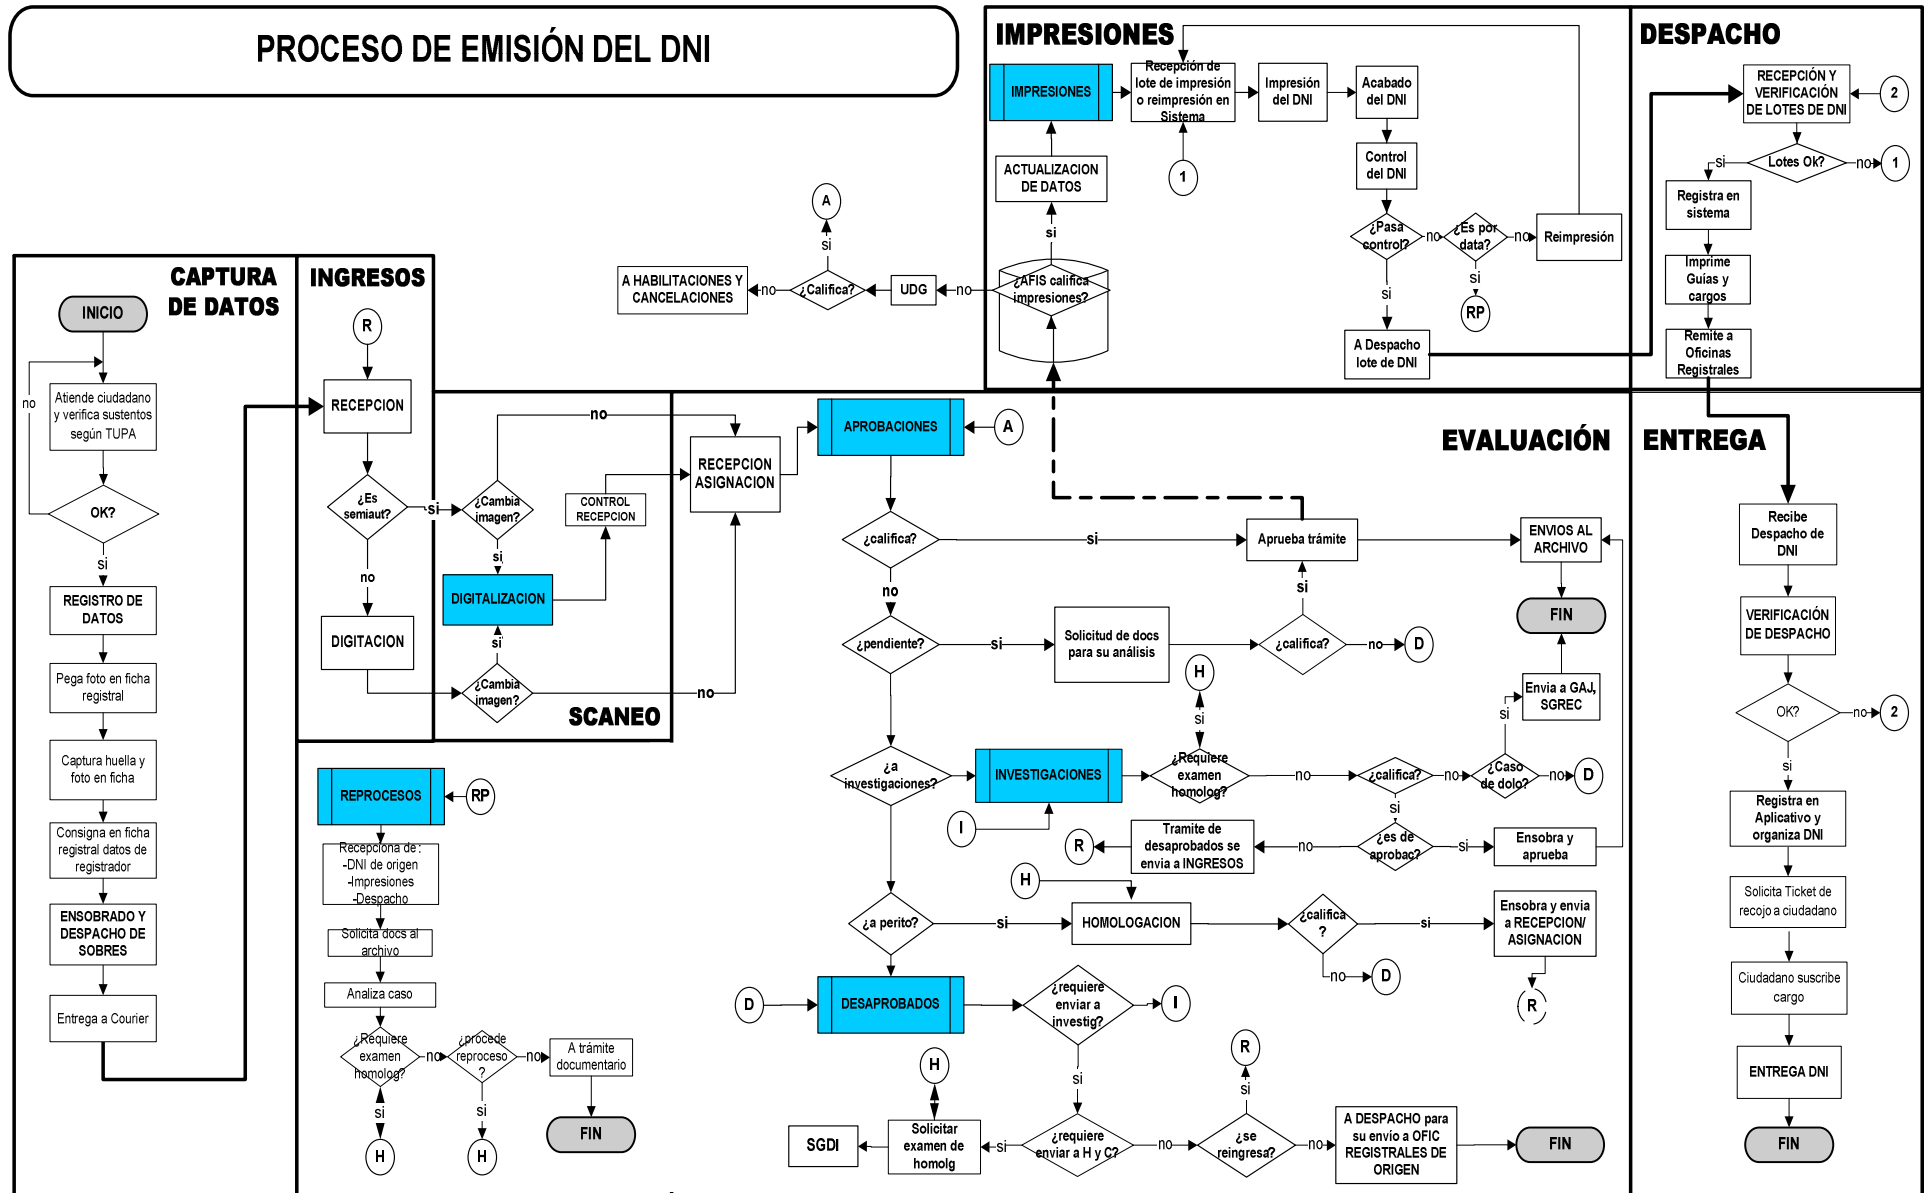 PROCESO DE EMISIÓN DEL DNI
CAPTURA
DE DATOS
INICIO
Atiende ciudadano
y verifica sustentos
según TUPA
no
OK?
si
REGISTRO DE
DATOS
Pega foto en ficha
registral
Captura huella y
foto en ficha
Consigna en ficha
registral datos de
registrador
ENSOBRADO Y
DESPACHO DE
SOBRES
Entrega a Courier
INGRESOS
R
RECEPCION
¿Es
semiaut?
si
no
DIGITACION
SCANEO
¿Cambia
imagen?
no
si
DIGITALIZACION
si
¿Cambia
imagen?
no
CONTROL
RECEPCION
RECEPCION
ASIGNACION
REPROCESOS
RP
Recepciona de :
-DNI de origen
-Impresiones
-Despacho
Solicita docs al
archivo
Analiza caso
¿Requiere
examen
homolog?
no
si
H
¿procede
reproceso
?
no
si
H
A trámite
documentario
FIN
A HABILITACIONES Y
CANCELACIONES
no
¿Califica?
si
A
UDG
no
IMPRESIONES
IMPRESIONES
ACTUALIZACION
DE DATOS
si
¿AFIS califica
impresiones?
Recepción de
lote de impresión
o reimpresión en
Sistema
1
Impresión
del DNI
Acabado
del DNI
Control
del DNI
¿Pasa
control?
no
si
¿Es por
data?
no
si
RP
Reimpresión
A Despacho
lote de DNI
DESPACHO
RECEPCIÓN Y
VERIFICACIÓN
DE LOTES DE DNI
2
Lotes Ok?
si
no
1
Registra en
sistema
Imprime
Guías y
cargos
Remite a
Oficinas
Registrales
EVALUACIÓN
APROBACIONES
A
¿califica?
si
Aprueba trámite
ENVIOS AL
ARCHIVO
FIN
no
¿pendiente?
si
Solicitud de docs
para su análisis
¿califica?
si
no
D
¿a
investigaciones?
INVESTIGACIONES
I
¿Requiere
examen
homolog?
si
H
no
¿califica?
no
si
¿Caso
de dolo?
si
no
D
Envia a GAJ,
SGREC
¿es de
aprobac?
si
Ensobra y
aprueba
no
Tramite de
desaprobados se
envia a INGRESOS
R
¿a perito?
si
H
HOMOLOGACION
¿califica
?
si
no
D
Ensobra y envia
a RECEPCION/
ASIGNACION
R
D
DESAPROBADOS
¿requiere
enviar a
investig?
I
si
¿requiere
enviar a H y C?
si
no
Solicitar
examen de
homolg
H
SGDI
¿se
reingresa?
si
R
no
A DESPACHO para
su envío a OFIC
REGISTRALES DE
ORIGEN
FIN
ENTREGA
Recibe
Despacho de
DNI
VERIFICACIÓN
DE DESPACHO
OK?
no
2
si
Registra en
Aplicativo y
organiza DNI
Solicita Ticket de
recojo a ciudadano
Ciudadano suscribe
cargo
ENTREGA DNI
FIN